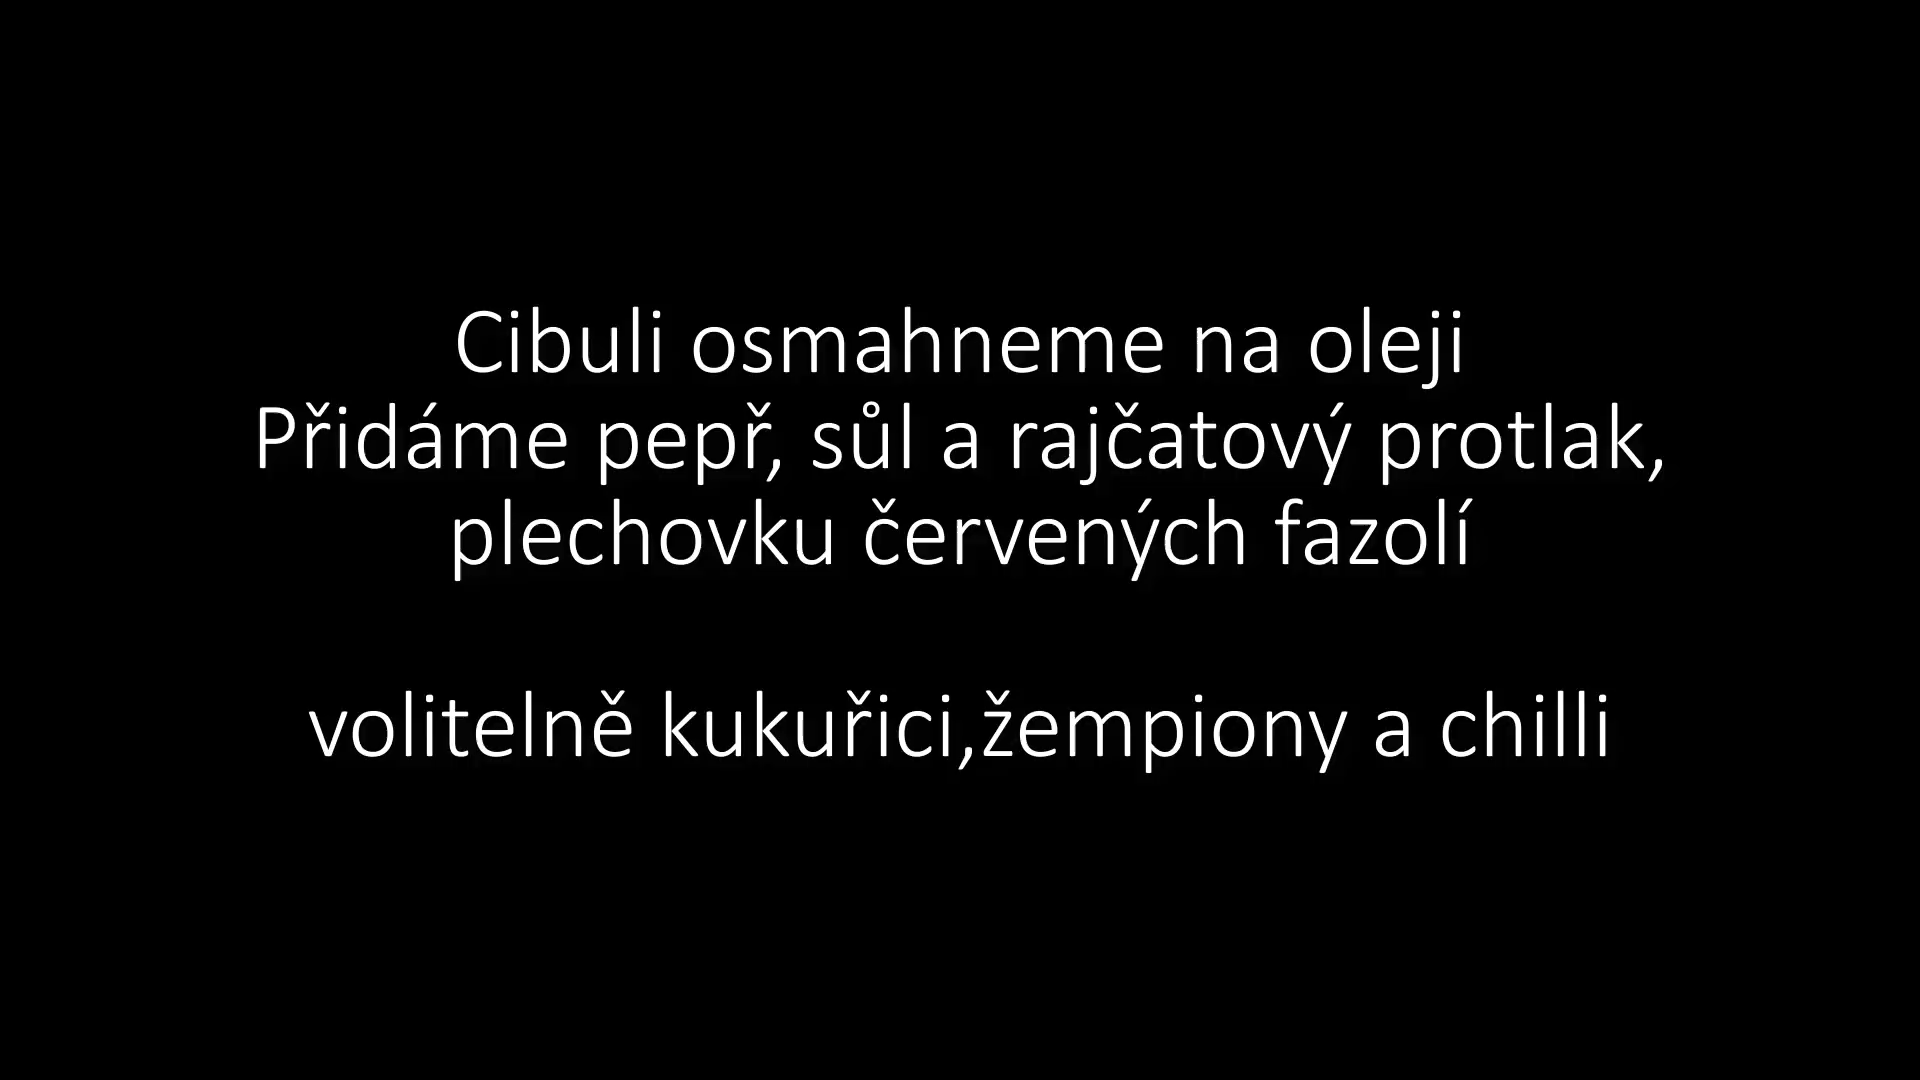 Cibuli osmahneme na oleji
Přidáme pepř, sůl a rajčatový protlak,
plechovku červených fazolí
volitelně kukuřici,žempiony a chilli